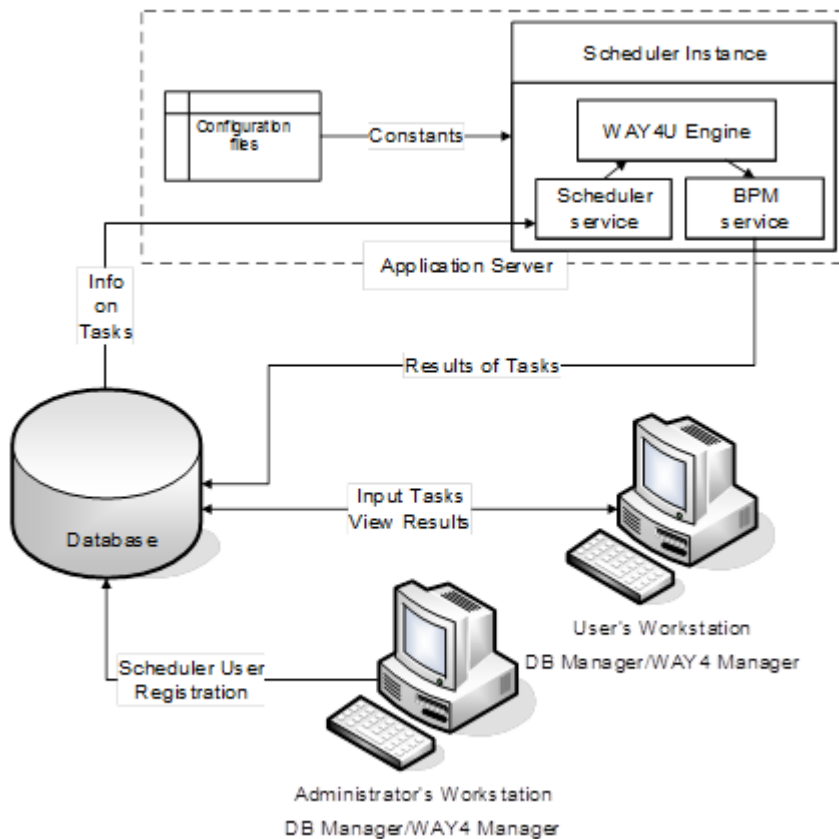 Scheduler Instance
Configuration
files
Constants
WAY4U Engine
Scheduler
service
BPM
service
Application Server
Info
on
Tasks
Results of Tasks
Input Tasks
View Results
Database
User's Workstation
DB Manager/WAY4 Manager
Scheduler User
Registration
Administrator's Workstation
DB Manager/WAY4 Manager